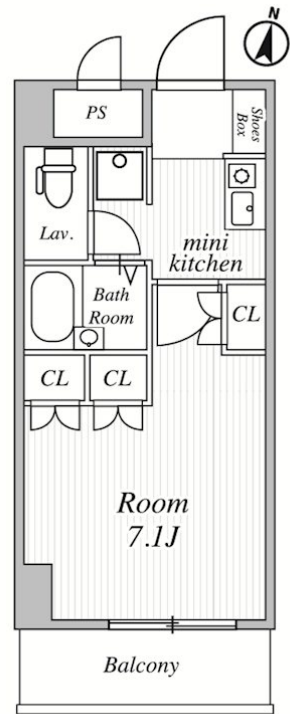 N
PS
Shoes
Box
Lav.
mini
kitchen
Bath
Room
CL
CL
CL
Room
7.1J
Balcony